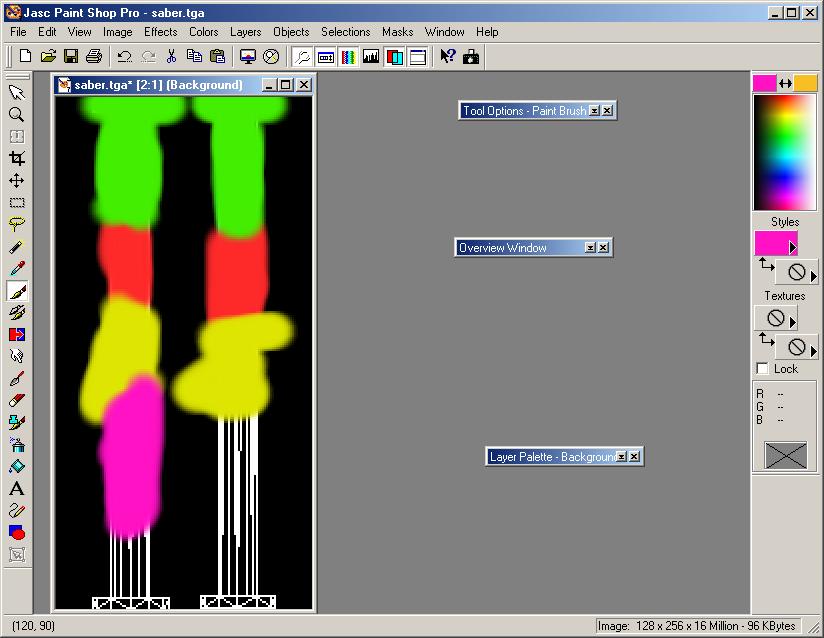 Jasc Paint Shop Pro - saber.tga
File Edit View Image Effects Colors Layers Objects Selections Masks Window Help
saber.tga* [2:1] (Background)
Tool Options - Paint Brush
Overview Window
Layer Palette - Background
Styles
Textures
Lock
R --
G --
B --
A
(120, 90)
Image: 128 x 256 x 16 Million - 96 KBytes